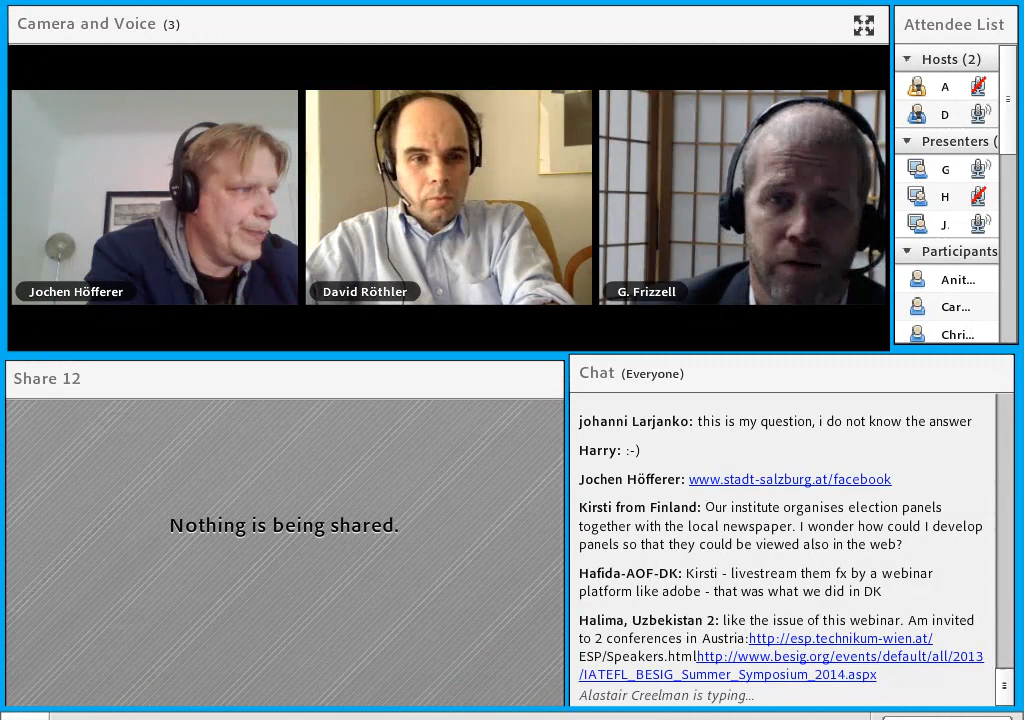 Camera and Voice (3)
Jochen Höfferer
David Röthler
G. Frizzell
Attendee List
Hosts (2)
A
D
Presenters (
G
H
J.
Participants
Anit...
Car...
Chri...
Share 12
Nothing is being shared.
Chat (Everyone)
johanni Larjanko: this is my question, i do not know the answer
Harry: :-)
Jochen Höfferer: www.stadt-salzburg.at/facebook
Kirsti from Finland: Our institute organises election panels
together with the local newspaper. I wonder how could I develop
panels so that they could be viewed also in the web?
Hafida-AOF-DK: Kirsti - livestream them fx by a webinar
platform like adobe - that was what we did in DK
Halima, Uzbekistan 2: like the issue of this webinar. Am invited
to 2 conferences in Austria:http://esp.technikum-wien.at/
ESP/Speakers.htmlhttp://www.besig.org/events/default/all/2013
/IATEFL_BESIG_Summer_Symposium_2014.aspx
Alastair Creelman is typing...